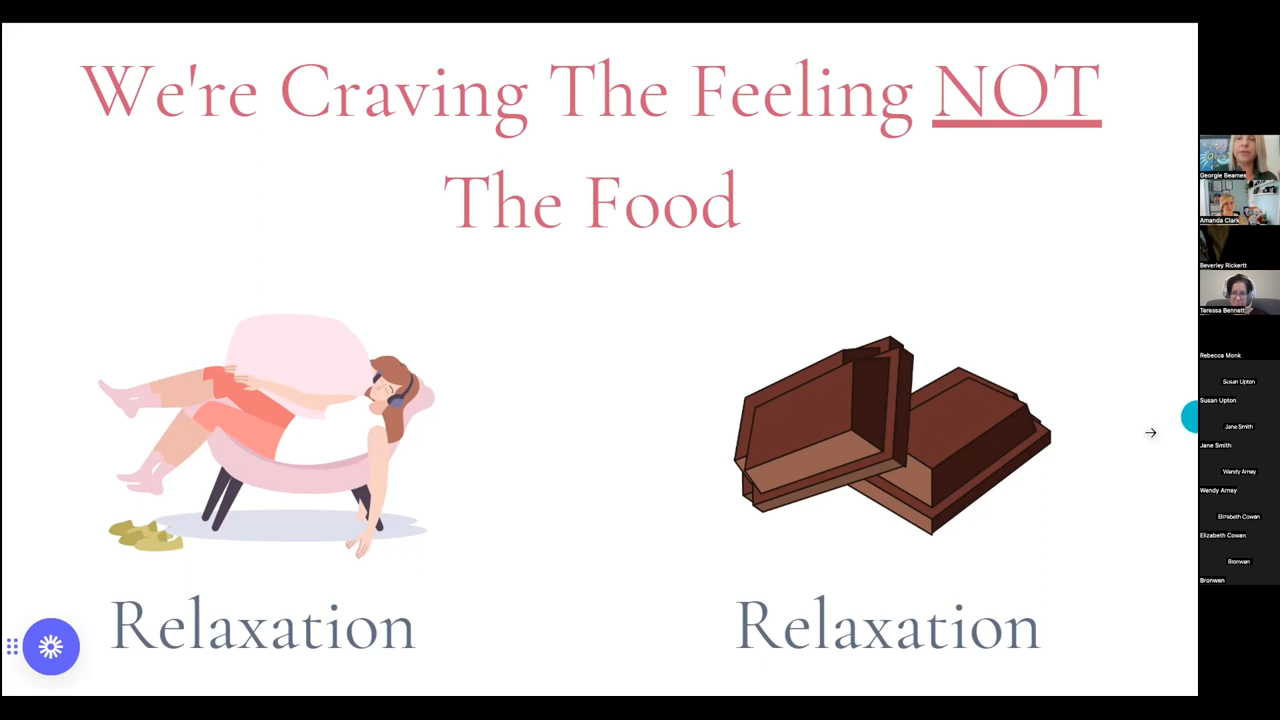 We're Craving The Feeling NOT
The Food
Relaxation
Relaxation
Georgie Beames
Amanda Clark
Beverley Rickertt
Teressa Bennett
Rebecca Monk
Susan Upton
Susan Upton
Jane Smith
Jane Smith
Wendy Arney
Wendy Arney
Elizabeth Cowan
Elizabeth Cowan
Bronwen
Bronwen